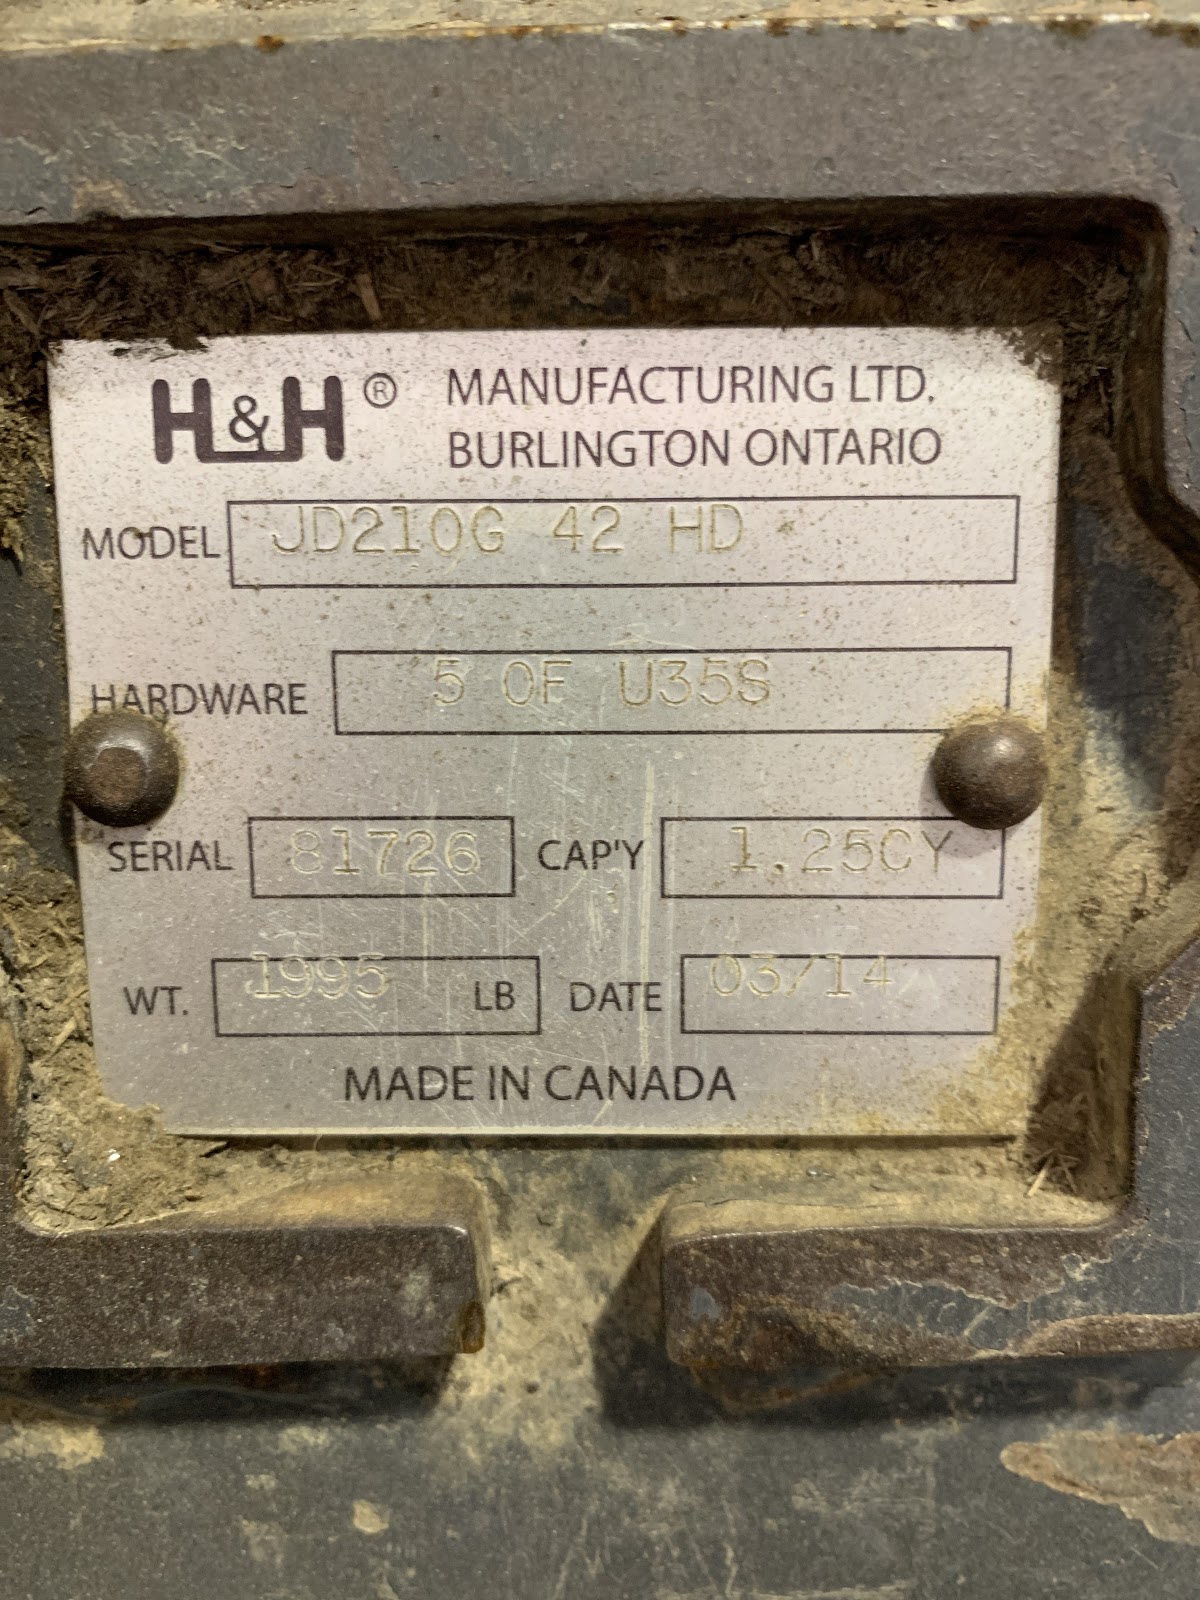 H&H® MANUFACTURING LTD.
BURLINGTON ONTARIO
MODEL JD210G 42 HD
HARDWARE 5 OF U35S
SERIAL 81726 CAP'Y 1.25CY
WT. 1995 LB DATE 03/14
MADE IN CANADA